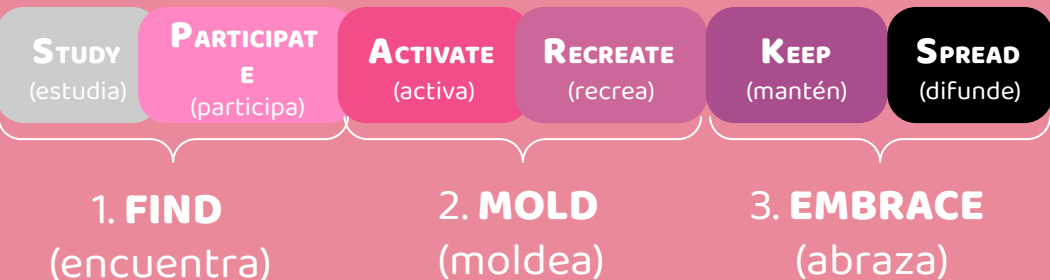 STUDY
(estudia)
PARTICIPAT
E
(participa)
ACTIVATE
(activa)
RECREATE
(recrea)
KEEP
(mantén)
SPREAD
(difunde)
1. FIND
(encuentra)
2. MOLD
(moldea)
3. EMBRACE
(abraza)